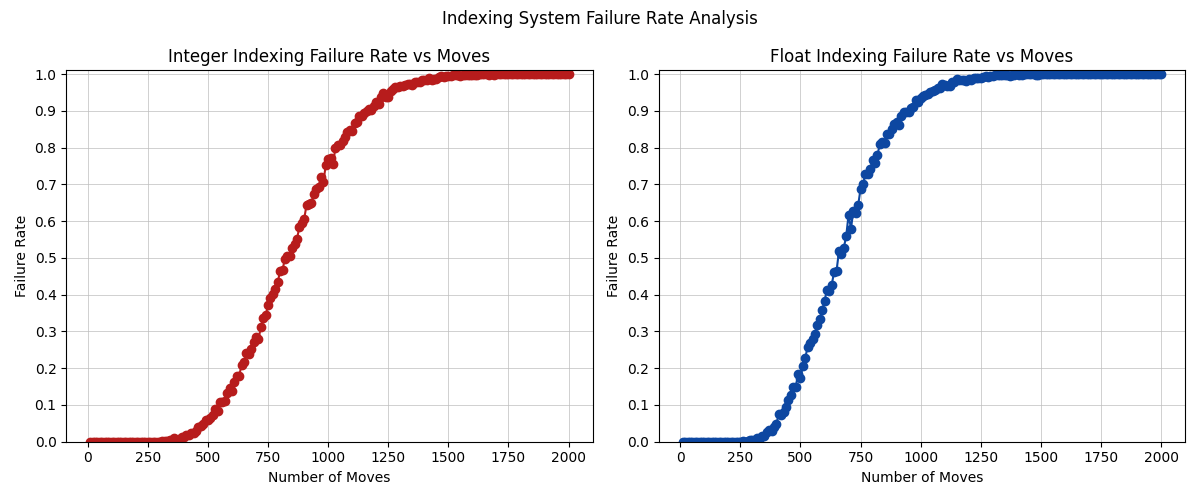 Indexing System Failure Rate Analysis
Integer Indexing Failure Rate vs Moves
Failure Rate
1.0
0.9
0.8
0.7
0.6
0.5
0.4
0.3
0.2
0.1
0.0
0 250 500 750 1000 1250 1500 1750 2000
Number of Moves
Float Indexing Failure Rate vs Moves
Failure Rate
1.0
0.9
0.8
0.7
0.6
0.5
0.4
0.3
0.2
0.1
0.0
0 250 500 750 1000 1250 1500 1750 2000
Number of Moves